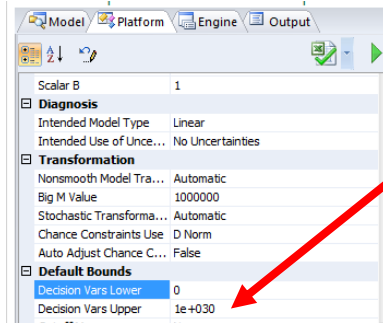 Model Platform Engine Output
Scalar B 1
Diagnosis
Intended Model Type Linear
Intended Use of Unce... No Uncertainties
Transformation
Nonsmooth Model Tra... Automatic
Big M Value 1000000
Stochastic Transforma... Automatic
Chance Constraints Use D Norm
Auto Adjust Chance C... False
Default Bounds
Decision Vars Lower 0
Decision Vars Upper 1e+030